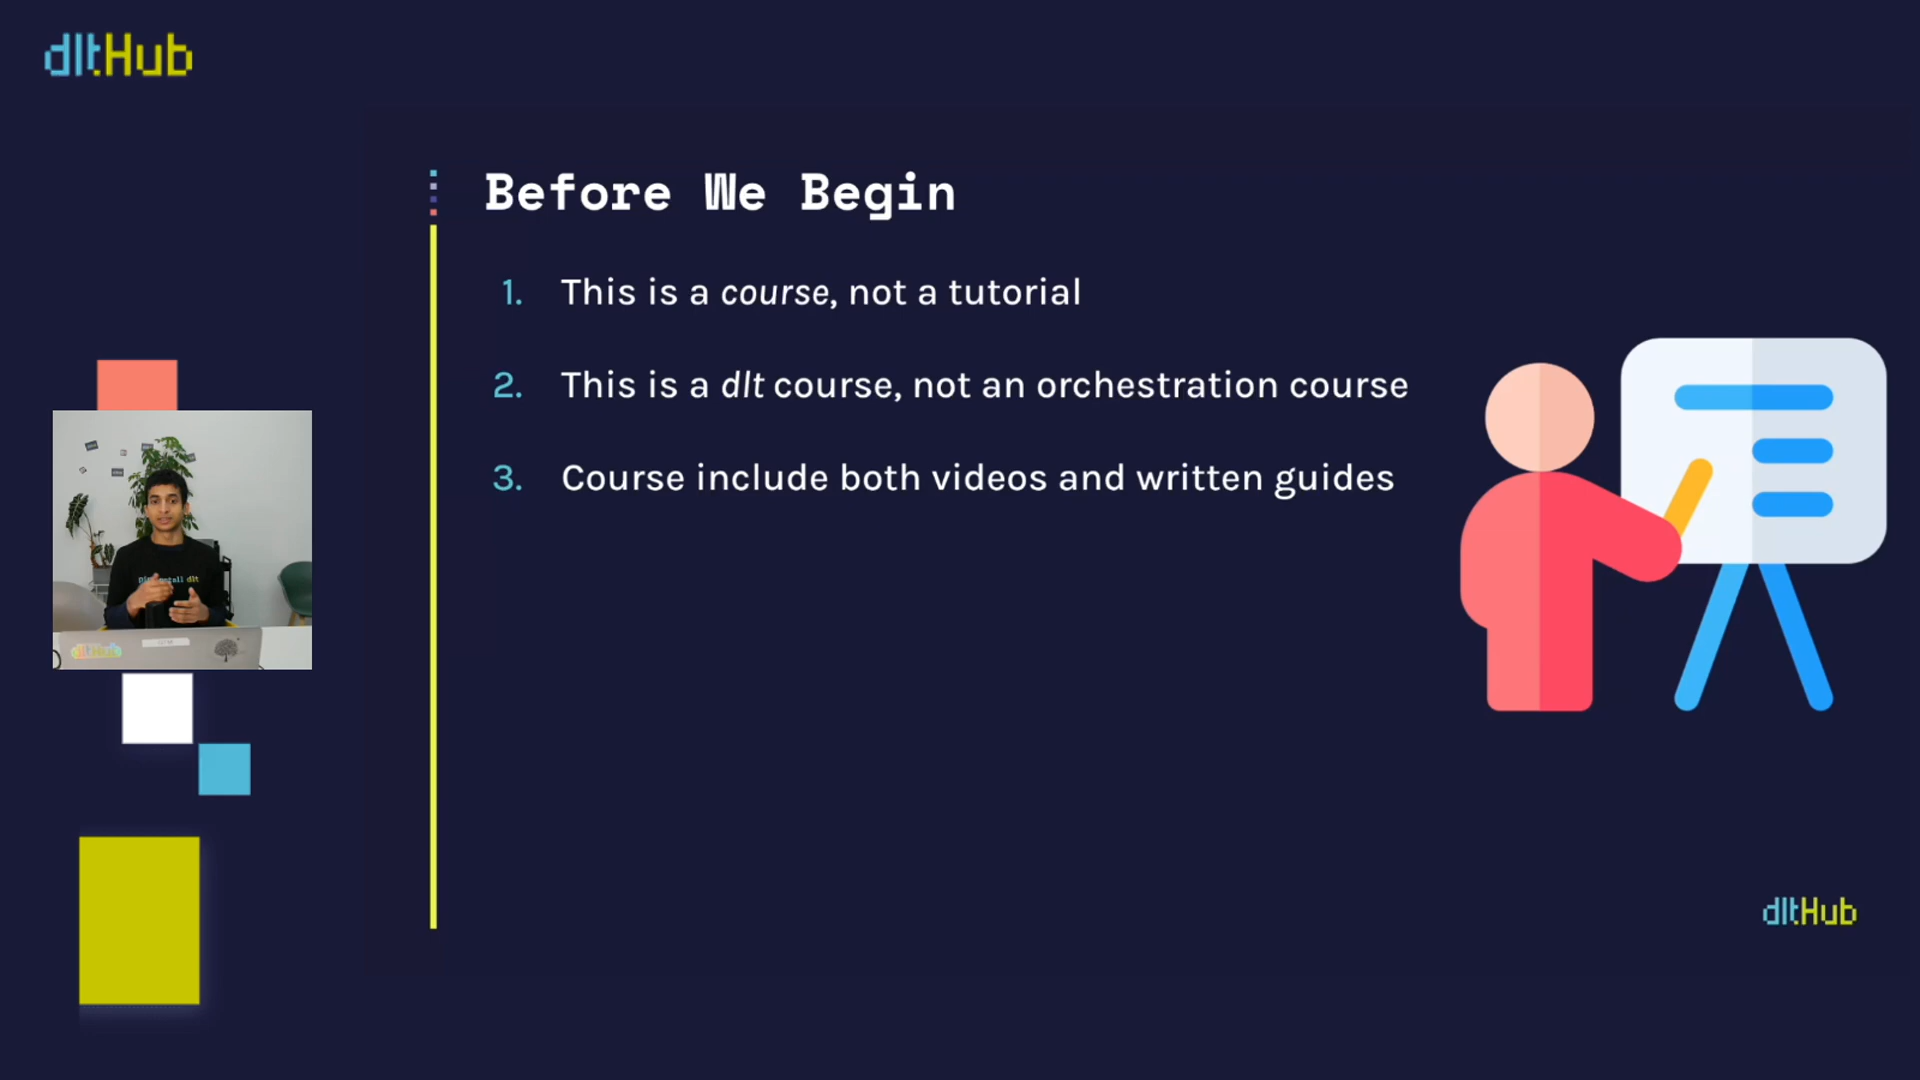 dltHub
Before We Begin
1. This is a course, not a tutorial
2. This is a dlt course, not an orchestration course
3. Course include both videos and written guides
dltHub
dltHub